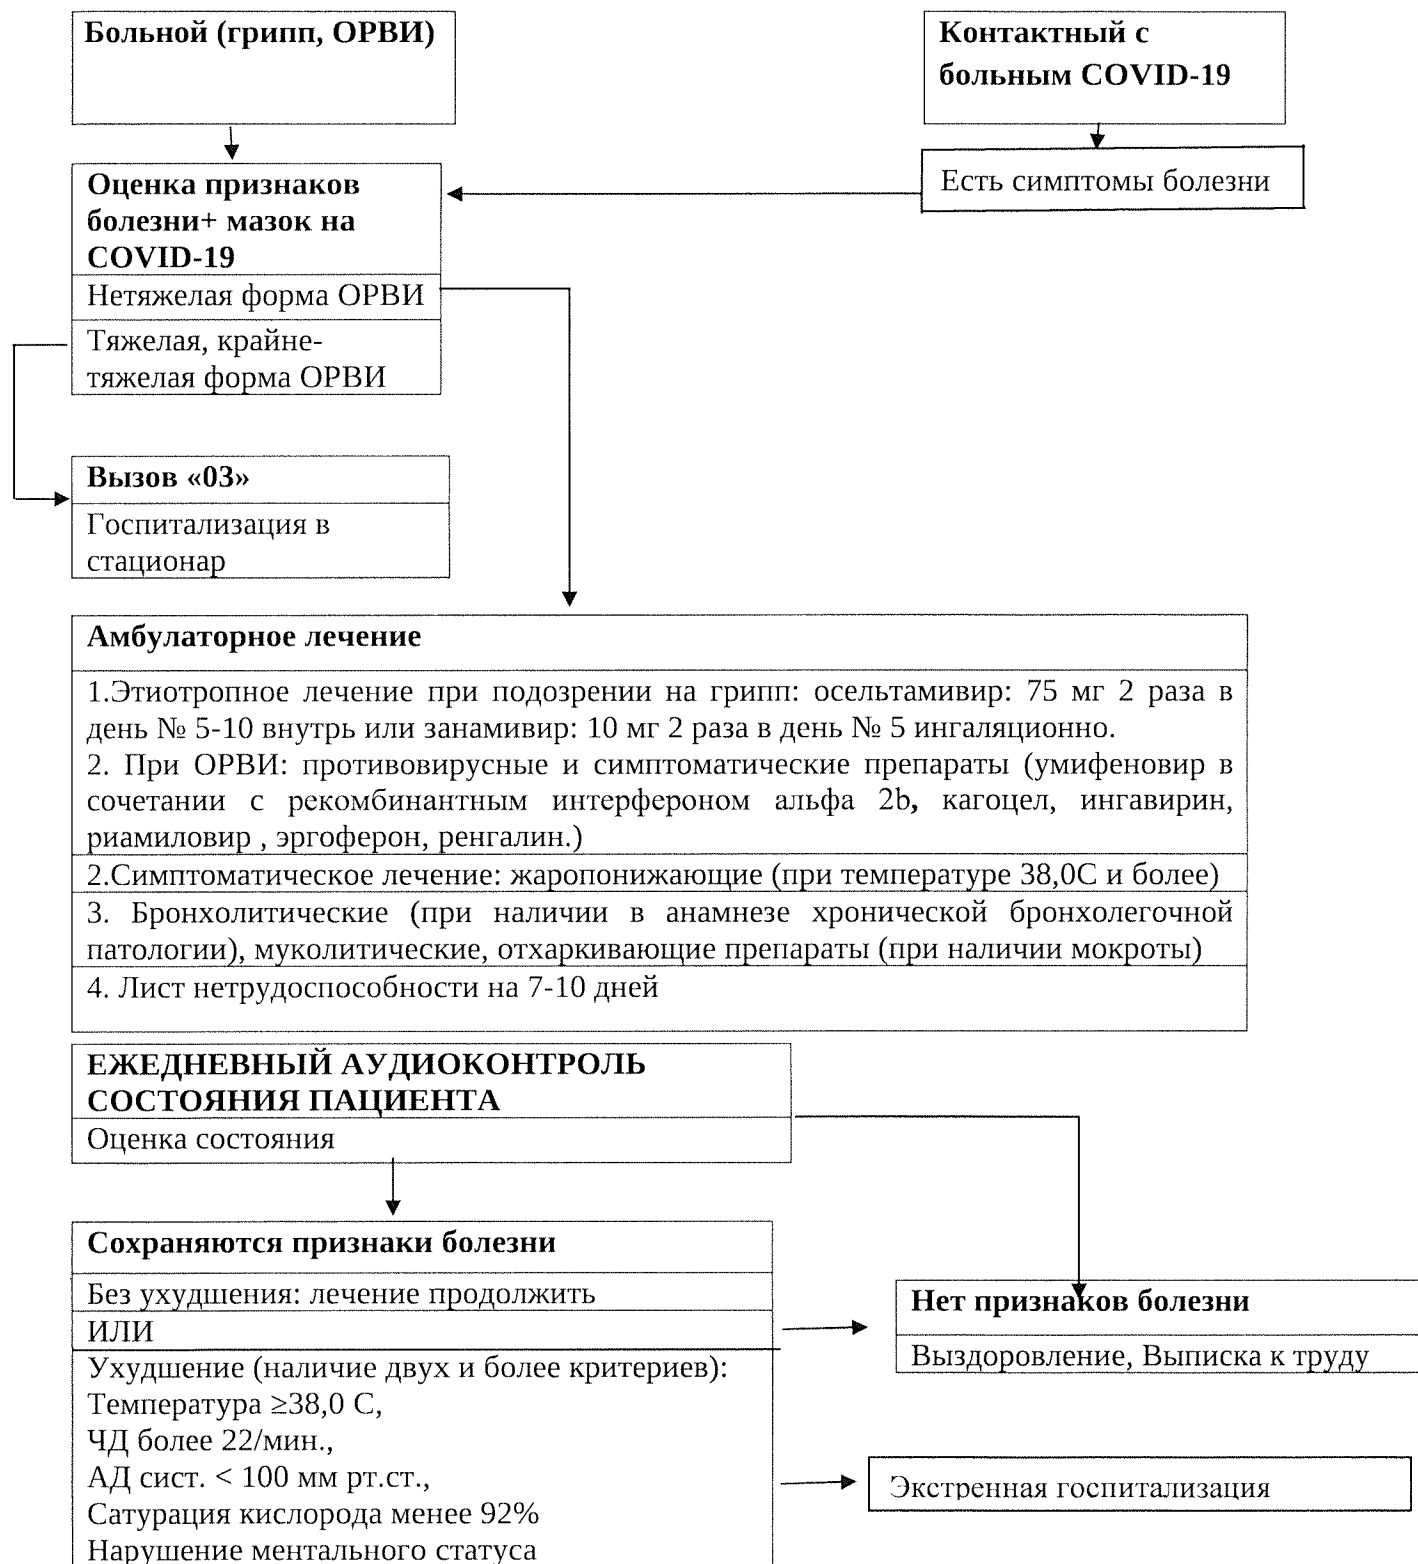 Больной (грипп, ОРВИ)
Контактный с
больным COVID-19
Есть симптомы болезни
Оценка признаков
болезни+ мазок на
COVID-19
Нетяжелая форма ОРВИ
Тяжелая, крайне-
тяжелая форма ОРВИ
Вызов «03»
Госпитализация в
стационар
Амбулаторное лечение
1.Этиотропное лечение при подозрении на грипп: осельтамивир: 75 мг 2 раза в
день № 5-10 внутрь или занамивир: 10 мг 2 раза в день № 5 ингаляционно.
2. При ОРВИ: противовирусные и симптоматические препараты (умифеновир в
сочетании с рекомбинантным интерфероном альфа 2b, кагоцел, ингавирин,
риамиловир , эргоферон, ренгалин.)
2.Симптоматическое лечение: жаропонижающие (при температуре 38,0С и более)
3. Бронхолитические (при наличии в анамнезе хронической бронхолегочной
патологии), муколитические, отхаркивающие препараты (при наличии мокроты)
4. Лист нетрудоспособности на 7-10 дней
ЕЖЕДНЕВНЫЙ АУДИОКОНТРОЛЬ
СОСТОЯНИЯ ПАЦИЕНТА
Оценка состояния
Сохраняются признаки болезни
Без ухудшения: лечение продолжить
ИЛИ
Ухудшение (наличие двух и более критериев):
Температура ≥38,0 С,
ЧД более 22/мин.,
АД сист. < 100 мм рт.ст.,
Сатурация кислорода менее 92%
Нарушение ментального статуса
Нет признаков болезни
Выздоровление, Выписка к труду
Экстренная госпитализация